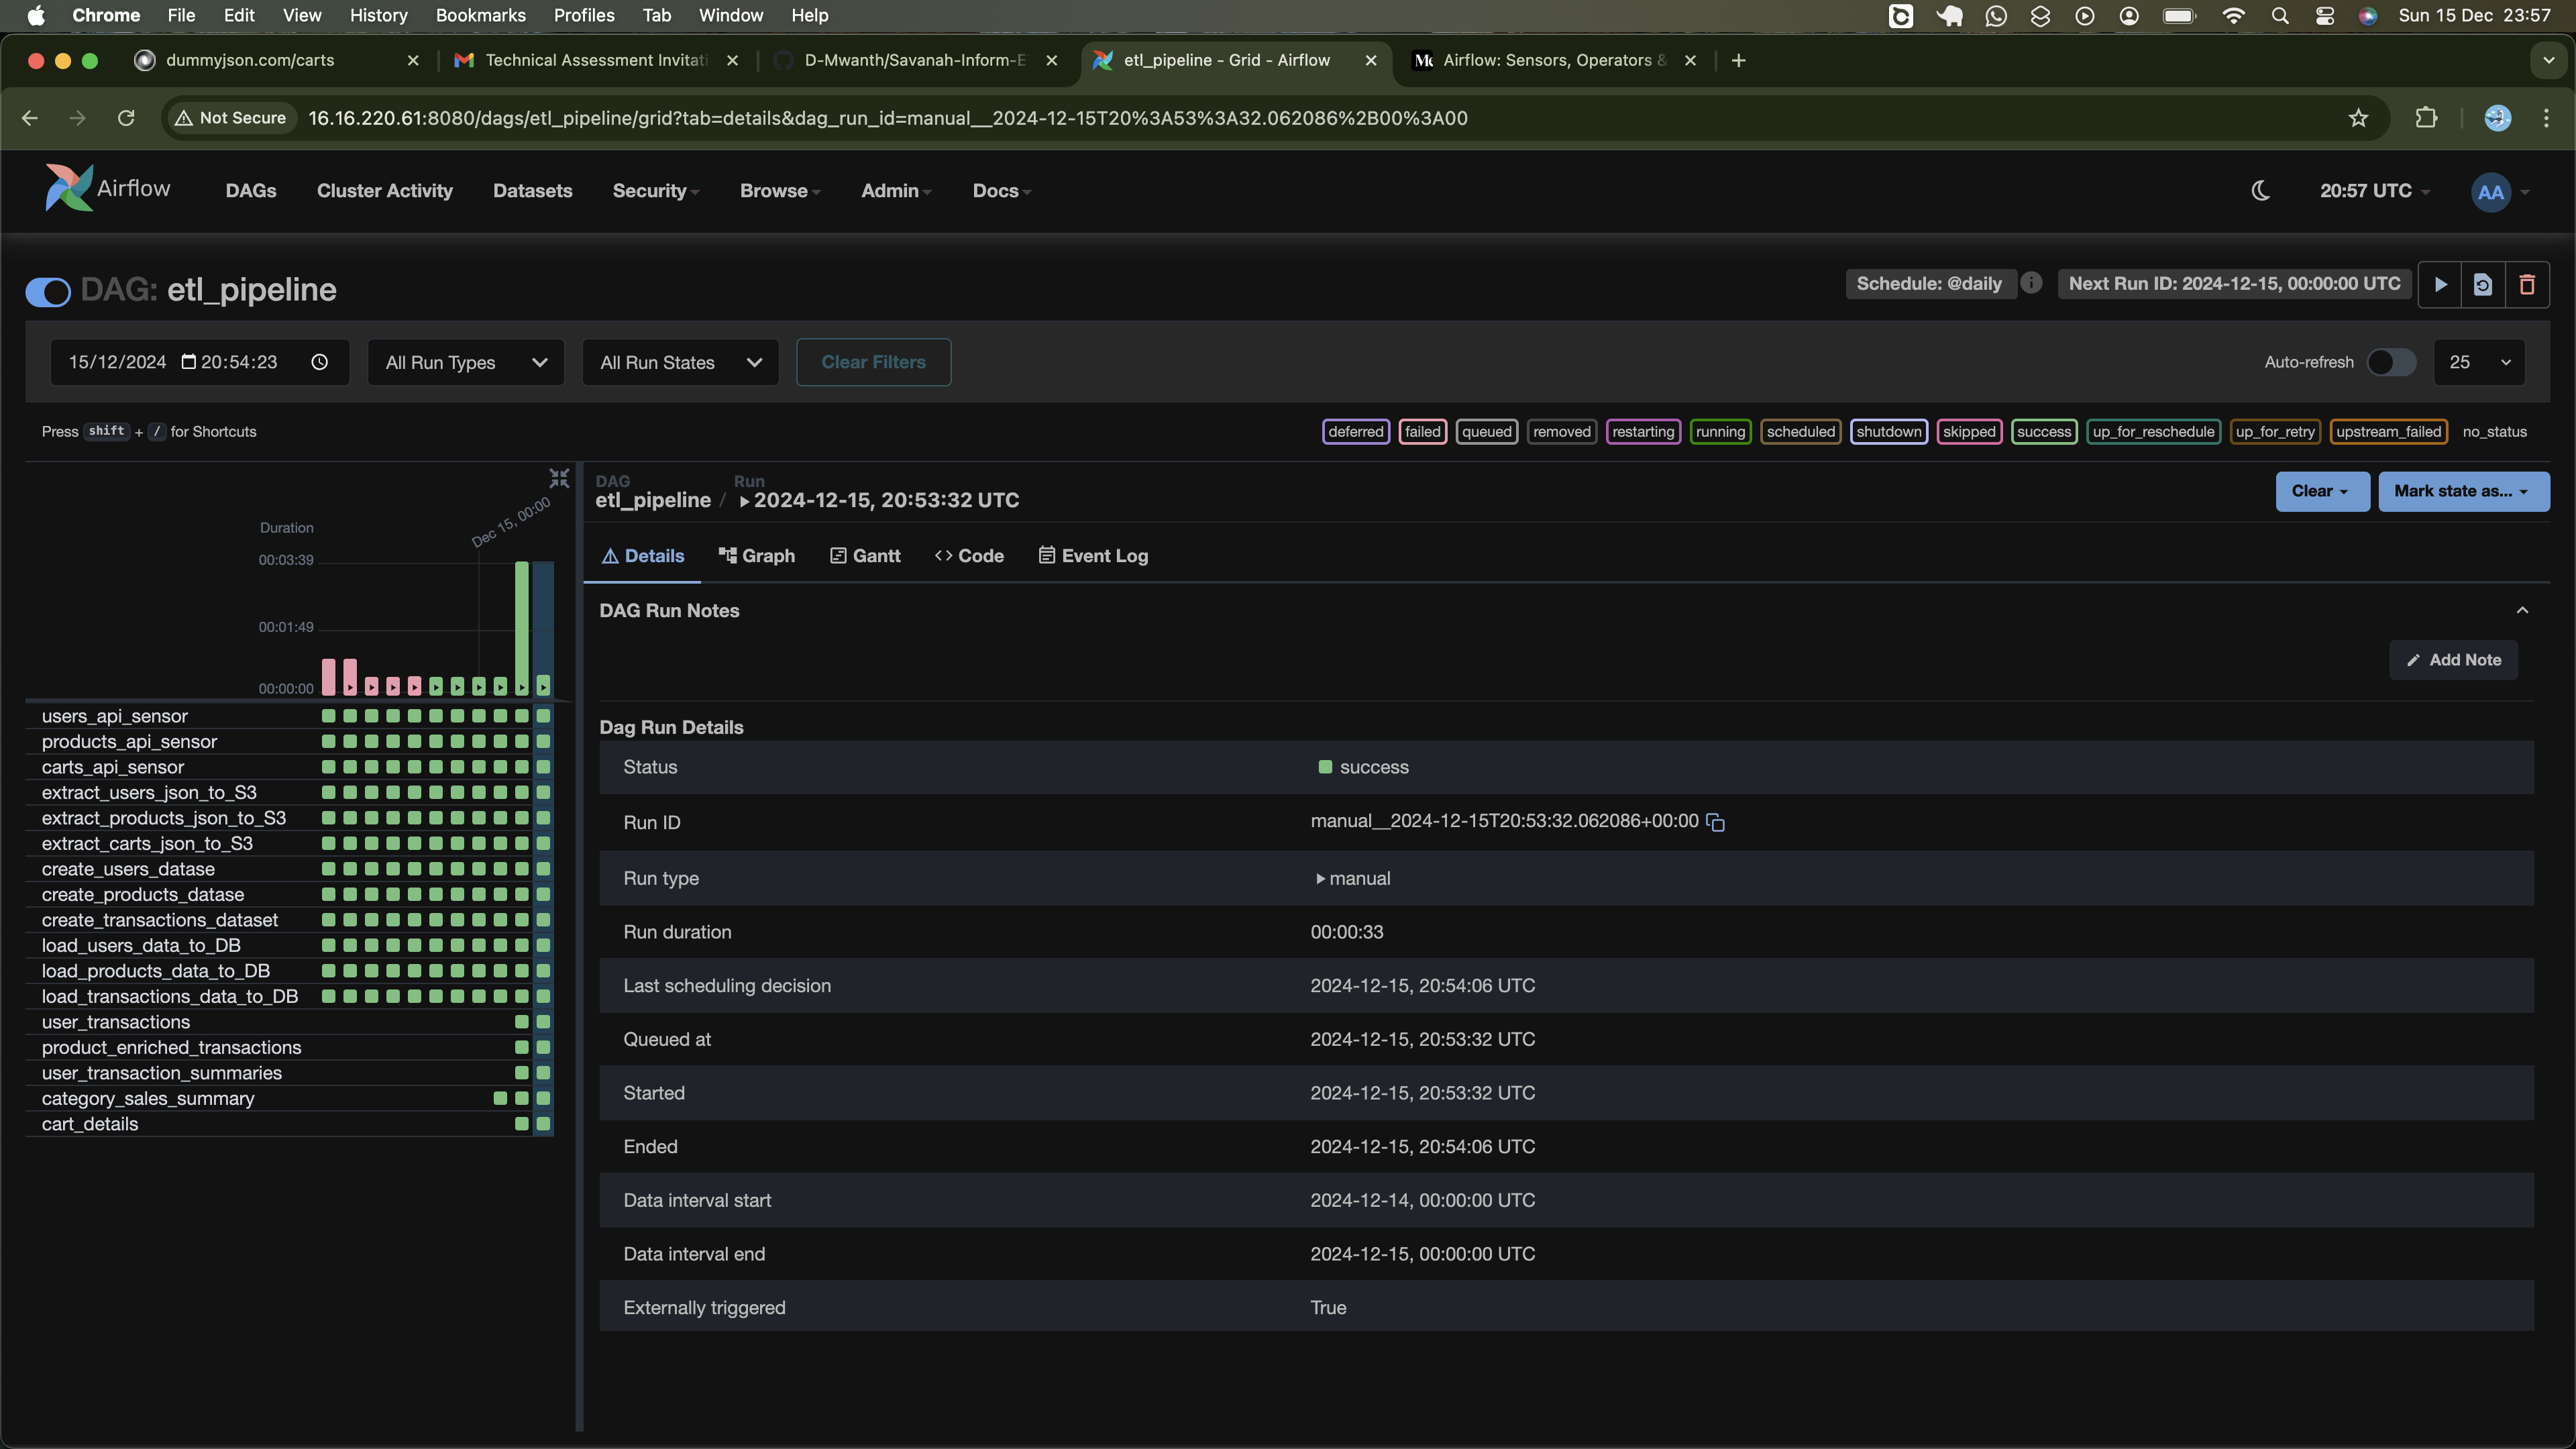 Chrome File Edit View History Bookmarks Profiles Tab Window Help Sun 15 Dec 23:57
dummyjson.com/carts Technical Assessment Invitati D-Mwanth/Savanah-Inform-E etl_pipeline - Grid - Airflow Airflow: Sensors, Operators &
Not Secure 16.16.220.61:8080/dags/etl_pipeline/grid?tab=details&dag_run_id=manual__2024-12-15T20%3A53%3A32.062086%2B00%3A00
Airflow DAGs Cluster Activity Datasets Security Browse Admin Docs 20:57 UTC AA
DAG: etl_pipeline Schedule: @daily Next Run ID: 2024-12-15, 00:00:00 UTC
15/12/2024 20:54:23 All Run Types All Run States Clear Filters Auto-refresh 25
Press shift + / for Shortcuts deferred failed queued removed restarting running scheduled shutdown skipped success up_for_reschedule up_for_retry upstream_failed no_status
DAG Run
etl_pipeline / 2024-12-15, 20:53:32 UTC Clear Mark state as...
Dec 15, 00:00
Duration
00:03:39
00:01:49
00:00:00
users_api_sensor
products_api_sensor
carts_api_sensor
extract_users_json_to_S3
extract_products_json_to_S3
extract_carts_json_to_S3
create_users_datase
create_products_datase
create_transactions_dataset
load_users_data_to_DB
load_products_data_to_DB
load_transactions_data_to_DB
user_transactions
product_enriched_transactions
user_transaction_summaries
category_sales_summary
cart_details
Details Graph Gantt Code Event Log
DAG Run Notes
Add Note
Dag Run Details
Status success
Run ID manual__2024-12-15T20:53:32.062086+00:00
Run type manual
Run duration 00:00:33
Last scheduling decision 2024-12-15, 20:54:06 UTC
Queued at 2024-12-15, 20:53:32 UTC
Started 2024-12-15, 20:53:32 UTC
Ended 2024-12-15, 20:54:06 UTC
Data interval start 2024-12-14, 00:00:00 UTC
Data interval end 2024-12-15, 00:00:00 UTC
Externally triggered True